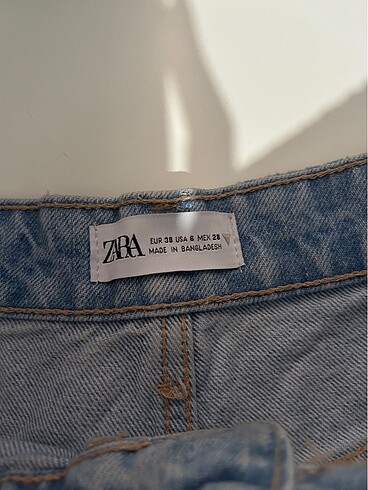 ZARA
EUR 38 USA 6 MEX 28
MADE IN BANGLADESH